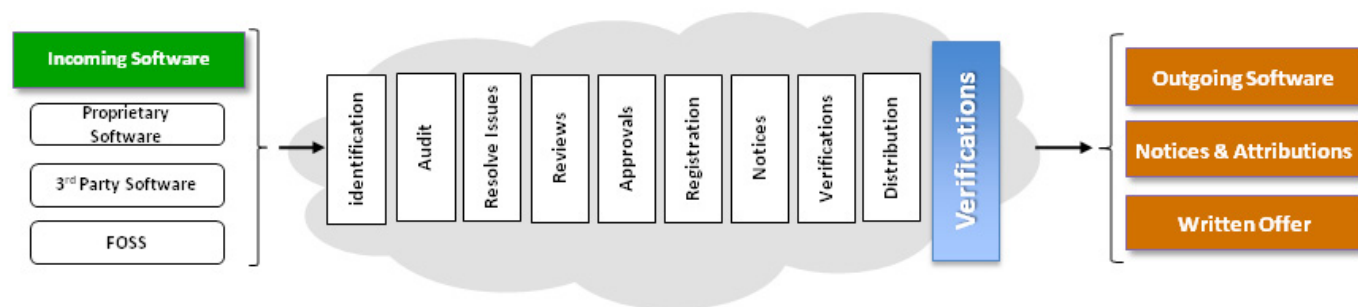 Incoming Software
Proprietary
Software
3rd Party Software
FOSS
identification
Audit
Resolve Issues
Reviews
Approvals
Registration
Notices
Verifications
Distribution
Verifications
Outgoing Software
Notices & Attributions
Written Offer